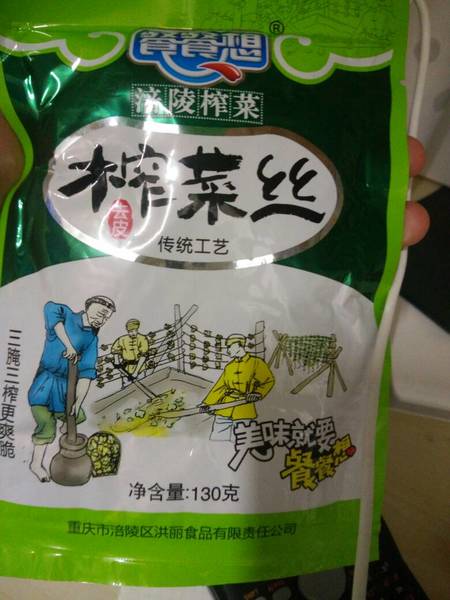 餐餐想®
涪陵榨菜
榨菜丝
去皮
传统工艺
三腌三榨更爽脆
美味就要
餐餐想
净含量:130克
重庆市涪陵区洪丽食品有限责任公司